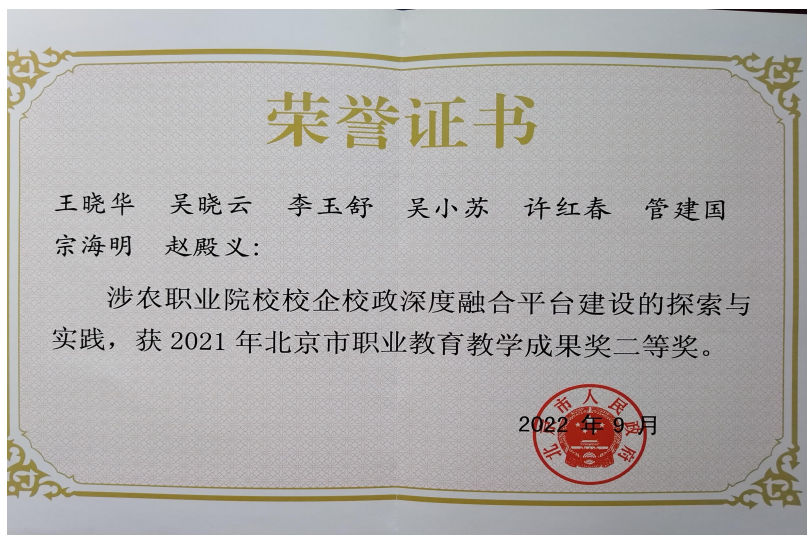 荣誉证书
王晓华 吴晓云 李玉舒 吴小苏 许红春 管建国
宗海明 赵殿义：
涉农职业院校校企校政深度融合平台建设的探索与
实践，获 2021 年北京市职业教育教学成果奖二等奖。
北京市人民政府
2022 年 9 月